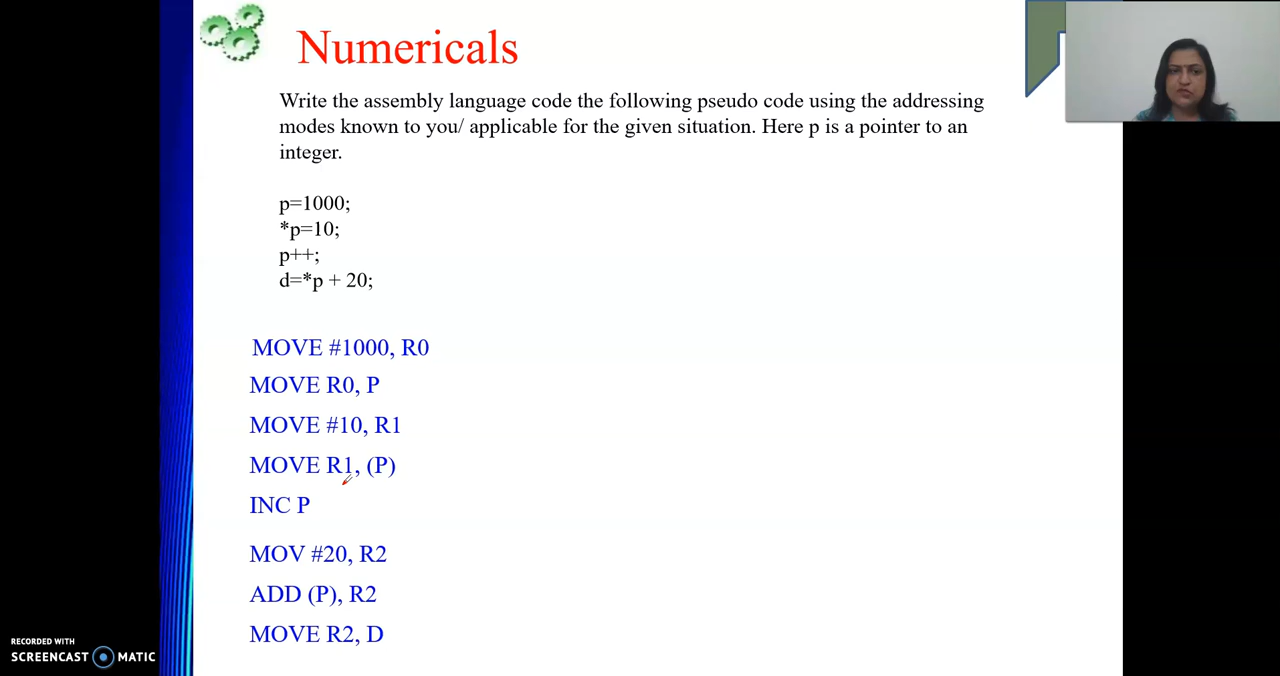 Numericals
Write the assembly language code the following pseudo code using the addressing
modes known to you/ applicable for the given situation. Here p is a pointer to an
integer.
p=1000;
*p=10;
p++;
d=*p + 20;
MOVE #1000, R0
MOVE R0, P
MOVE #10, R1
MOVE R1, (P)
INC P
MOV #20, R2
ADD (P), R2
MOVE R2, D
RECORDED WITH
SCREENCAST MATIC